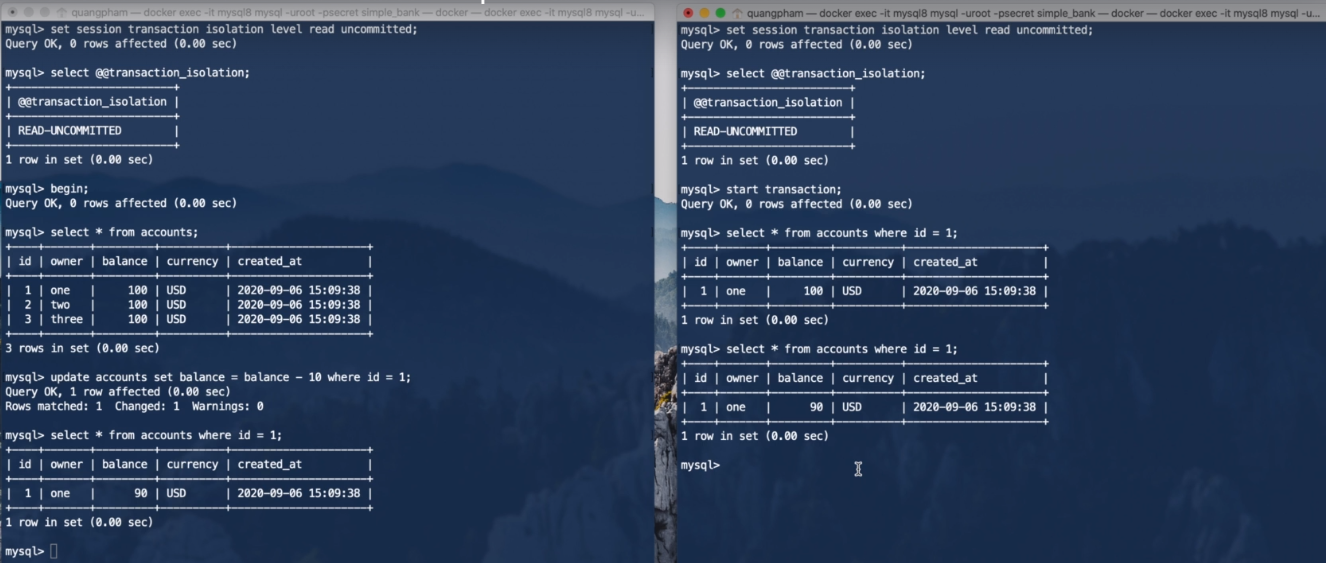 quangpham — docker exec -it mysql8 mysql -uroot -psecret simple_bank — docker — docker exec -it mysql8 mysql -u...
mysql> set session transaction isolation level read uncommitted;
Query OK, 0 rows affected (0.00 sec)
mysql> select @@transaction_isolation;
| @@transaction_isolation |
| READ-UNCOMMITTED |
1 row in set (0.00 sec)
mysql> begin;
Query OK, 0 rows affected (0.00 sec)
mysql> select * from accounts;
| id | owner | balance | currency | created_at |
| 1 | one | 100 | USD | 2020-09-06 15:09:38 |
| 2 | two | 100 | USD | 2020-09-06 15:09:38 |
| 3 | three | 100 | USD | 2020-09-06 15:09:38 |
3 rows in set (0.00 sec)
mysql> update accounts set balance = balance - 10 where id = 1;
Query OK, 1 row affected (0.00 sec)
Rows matched: 1 Changed: 1 Warnings: 0
mysql> select * from accounts where id = 1;
| id | owner | balance | currency | created_at |
| 1 | one | 90 | USD | 2020-09-06 15:09:38 |
1 row in set (0.00 sec)
mysql>
quangpham — docker exec -it mysql8 mysql -uroot -psecret simple_bank — docker — docker exec -it mysql8 mysql -u...
mysql> set session transaction isolation level read uncommitted;
Query OK, 0 rows affected (0.00 sec)
mysql> select @@transaction_isolation;
| @@transaction_isolation |
| READ-UNCOMMITTED |
1 row in set (0.00 sec)
mysql> start transaction;
Query OK, 0 rows affected (0.00 sec)
mysql> select * from accounts where id = 1;
| id | owner | balance | currency | created_at |
| 1 | one | 100 | USD | 2020-09-06 15:09:38 |
1 row in set (0.00 sec)
mysql> select * from accounts where id = 1;
| id | owner | balance | currency | created_at |
| 1 | one | 90 | USD | 2020-09-06 15:09:38 |
1 row in set (0.00 sec)
mysql>